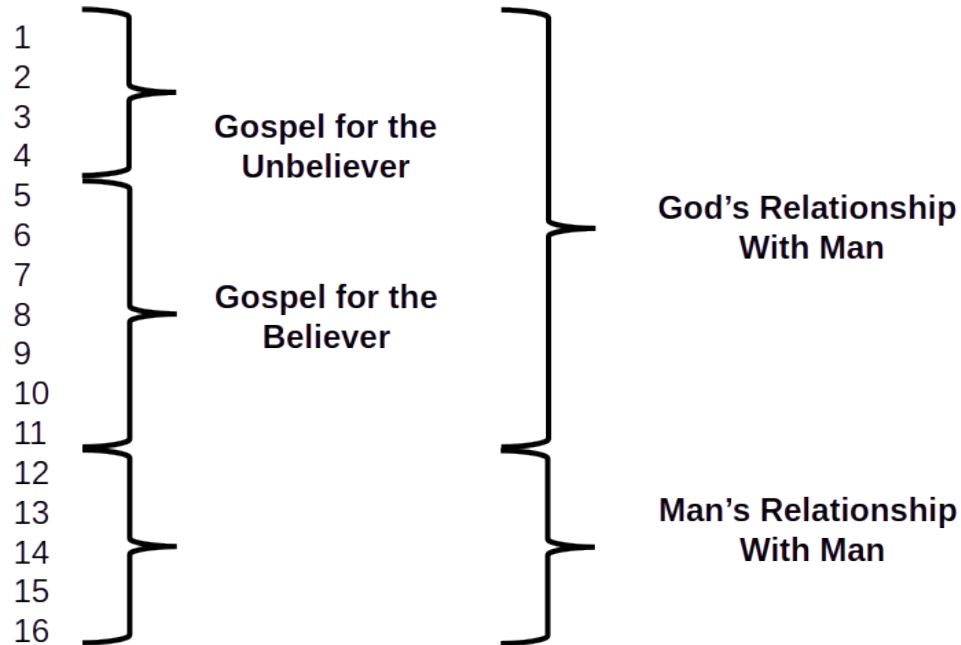 1
2
3
4
5
6
7
8
9
10
11
12
13
14
15
16
Gospel for the
Unbeliever
Gospel for the
Believer
God’s Relationship
With Man
Man’s Relationship
With Man